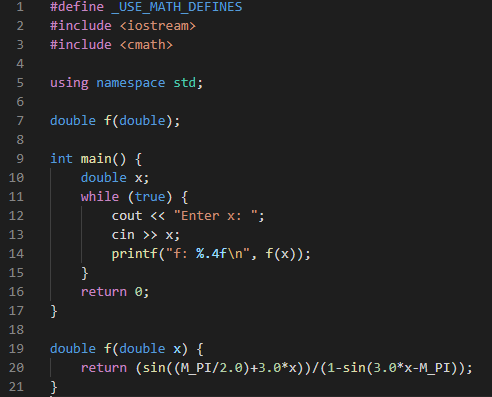 1 #define _USE_MATH_DEFINES
2 #include <iostream>
3 #include <cmath>
4
5 using namespace std;
6
7 double f(double);
8
9 int main() {
10     double x;
11     while (true) {
12         cout << "Enter x: ";
13         cin >> x;
14         printf("f: %.4f\n", f(x));
15     }
16     return 0;
17 }
18
19 double f(double x) {
20     return (sin((M_PI/2.0)+3.0*x))/(1-sin(3.0*x-M_PI));
21 }